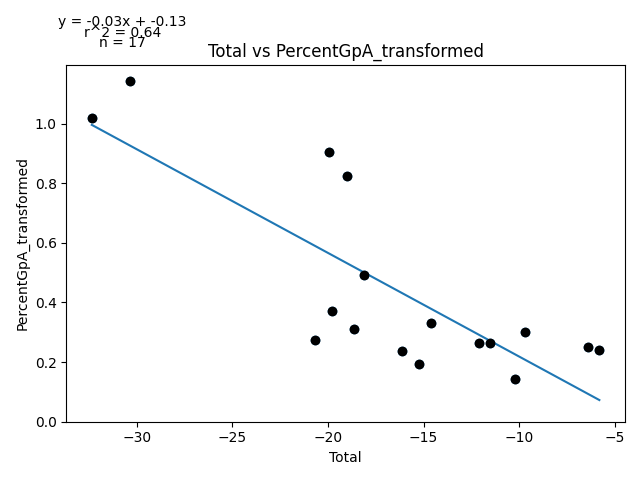 y = -0.03x + -0.13
r^2 = 0.64
n = 17
Total vs PercentGpA_transformed
PercentGpA_transformed
1.0
0.8
0.6
0.4
0.2
0.0
−30
−25
−20
−15
−10
−5
Total